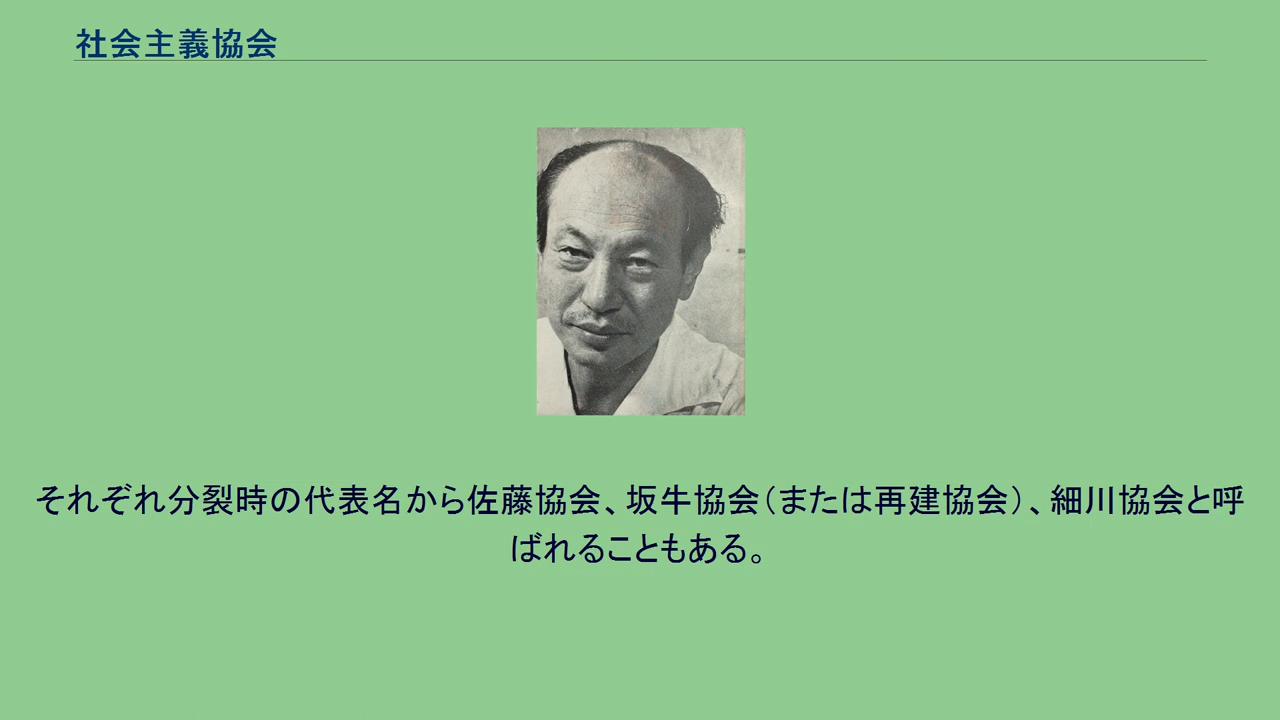 社会主義協会
それぞれ分裂時の代表名から佐藤協会、坂牛協会（または再建協会）、細川協会と呼
ばれることもある。